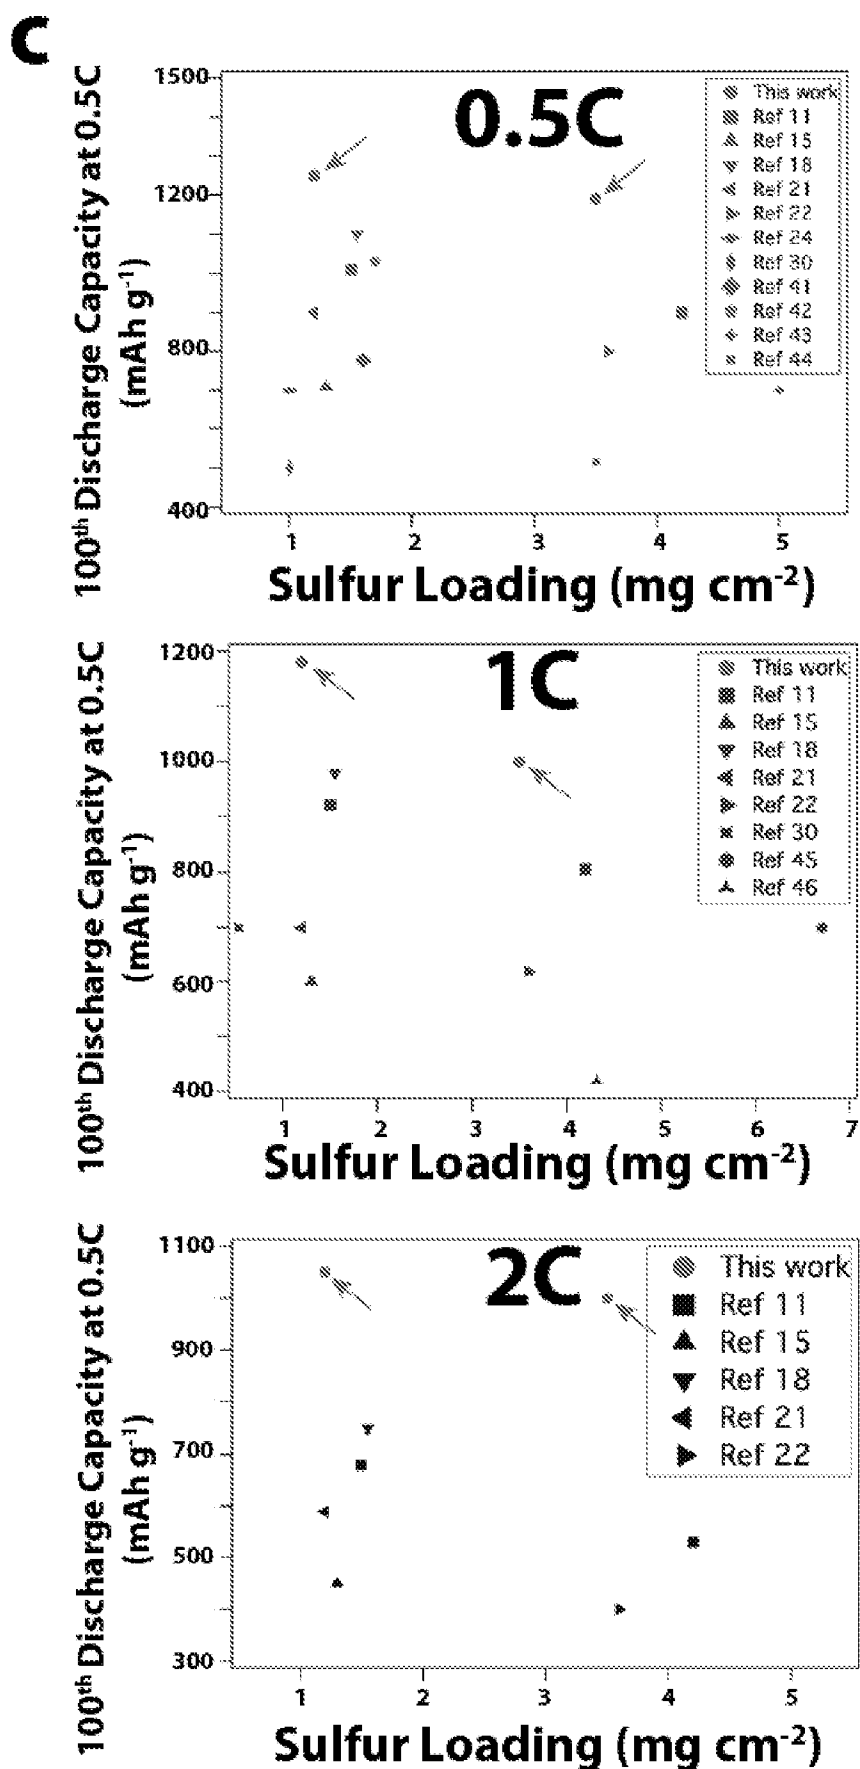 c
100th Discharge Capacity at 0.5C
(mAh g-1)
1500
1200
800
400
0.5C
This work
Ref 11
Ref 15
Ref 18
Ref 21
Ref 22
Ref 24
Ref 30
Ref 41
Ref 42
Ref 43
Ref 44
1 2 3 4 5
Sulfur Loading (mg cm-2)
100th Discharge Capacity at 0.5C
(mAh g-1)
1200
1000
800
600
400
1C
This work
Ref 11
Ref 15
Ref 18
Ref 21
Ref 22
Ref 30
Ref 45
Ref 46
1 2 3 4 5 6 7
Sulfur Loading (mg cm-2)
100th Discharge Capacity at 0.5C
(mAh g-1)
1100
900
700
500
300
2C
This work
Ref 11
Ref 15
Ref 18
Ref 21
Ref 22
1 2 3 4 5
Sulfur Loading (mg cm-2)